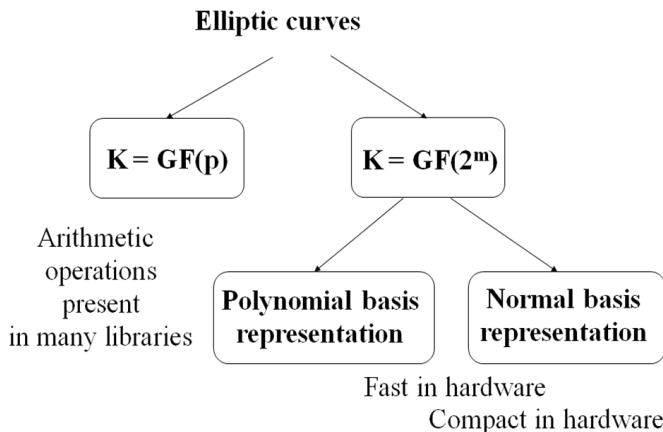 Elliptic curves
K = GF(p)
K = GF(2ᵐ)
Arithmetic
operations
present
in many libraries
Polynomial basis
representation
Normal basis
representation
Fast in hardware
Compact in hardware